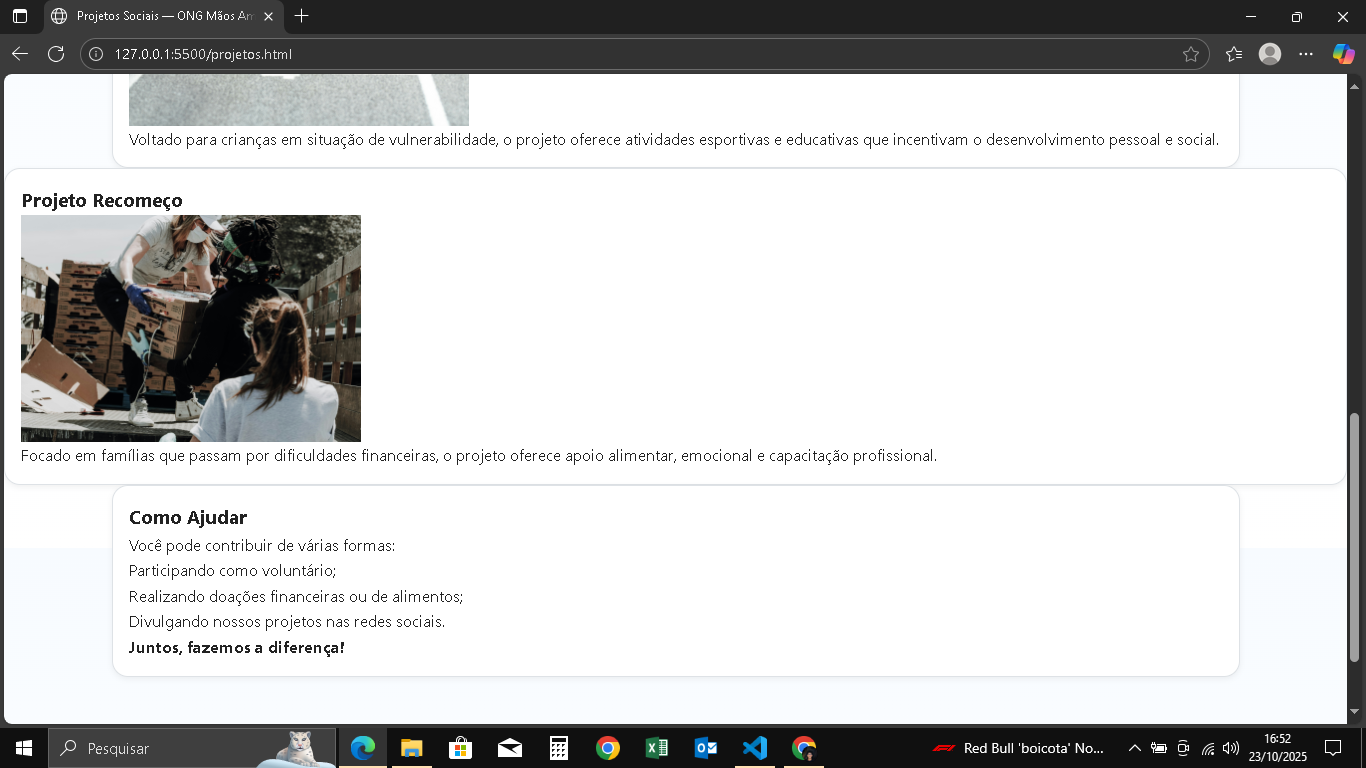 Projetos Sociais — ONG Mãos Am
127.0.0.1:5500/projetos.html
Voltado para crianças em situação de vulnerabilidade, o projeto oferece atividades esportivas e educativas que incentivam o desenvolvimento pessoal e social.
Projeto Recomeço
Focado em famílias que passam por dificuldades financeiras, o projeto oferece apoio alimentar, emocional e capacitação profissional.
Como Ajudar
Você pode contribuir de várias formas:
Participando como voluntário;
Realizando doações financeiras ou de alimentos;
Divulgando nossos projetos nas redes sociais.
Juntos, fazemos a diferença!
Pesquisar
Red Bull 'boicota' No...
16:52
23/10/2025